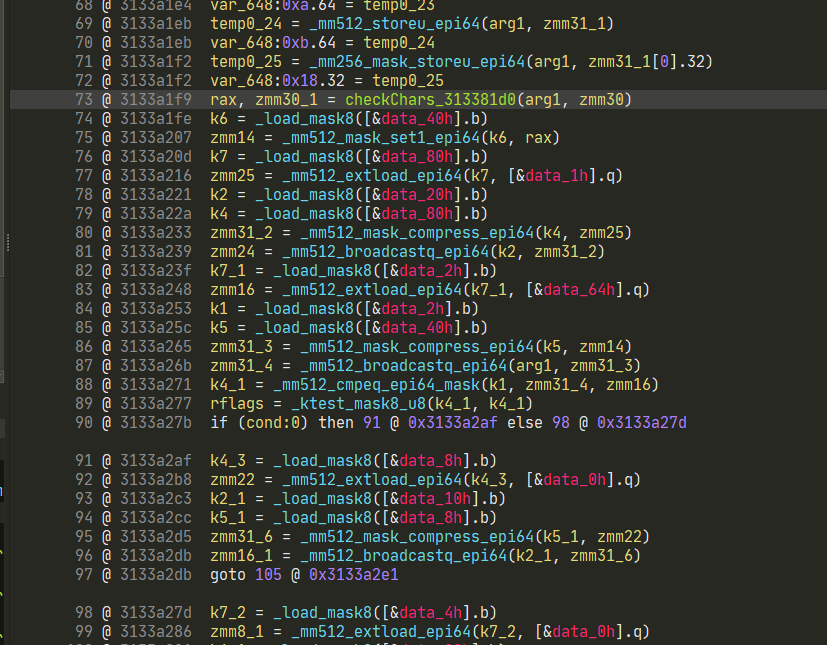 68 @ 3133a1e4 var_648:0xa.64 = temp0_23
69 @ 3133a1eb temp0_24 = _mm512_storeu_epi64(arg1, zmm31_1)
70 @ 3133a1eb var_648:0xb.64 = temp0_24
71 @ 3133a1f2 temp0_25 = _mm256_mask_storeu_epi64(arg1, zmm31_1[0].32)
72 @ 3133a1f2 var_648:0x18.32 = temp0_25
73 @ 3133a1f9 rax, zmm30_1 = checkChars_313381d0(arg1, zmm30)
74 @ 3133a1fe k6 = _load_mask8([&data_40h].b)
75 @ 3133a207 zmm14 = _mm512_mask_set1_epi64(k6, rax)
76 @ 3133a20d k7 = _load_mask8([&data_80h].b)
77 @ 3133a216 zmm25 = _mm512_extload_epi64(k7, [&data_1h].q)
78 @ 3133a221 k2 = _load_mask8([&data_20h].b)
79 @ 3133a22a k4 = _load_mask8([&data_80h].b)
80 @ 3133a233 zmm31_2 = _mm512_mask_compress_epi64(k4, zmm25)
81 @ 3133a239 zmm24 = _mm512_broadcastq_epi64(k2, zmm31_2)
82 @ 3133a23f k7_1 = _load_mask8([&data_2h].b)
83 @ 3133a248 zmm16 = _mm512_extload_epi64(k7_1, [&data_64h].q)
84 @ 3133a253 k1 = _load_mask8([&data_2h].b)
85 @ 3133a25c k5 = _load_mask8([&data_40h].b)
86 @ 3133a265 zmm31_3 = _mm512_mask_compress_epi64(k5, zmm14)
87 @ 3133a26b zmm31_4 = _mm512_broadcastq_epi64(arg1, zmm31_3)
88 @ 3133a271 k4_1 = _mm512_cmpeq_epi64_mask(k1, zmm31_4, zmm16)
89 @ 3133a277 rflags = _ktest_mask8_u8(k4_1, k4_1)
90 @ 3133a27b if (cond:0) then 91 @ 0x3133a2af else 98 @ 0x3133a27d
91 @ 3133a2af k4_3 = _load_mask8([&data_8h].b)
92 @ 3133a2b8 zmm22 = _mm512_extload_epi64(k4_3, [&data_0h].q)
93 @ 3133a2c3 k2_1 = _load_mask8([&data_10h].b)
94 @ 3133a2cc k5_1 = _load_mask8([&data_8h].b)
95 @ 3133a2d5 zmm31_6 = _mm512_mask_compress_epi64(k5_1, zmm22)
96 @ 3133a2db zmm16_1 = _mm512_broadcastq_epi64(k2_1, zmm31_6)
97 @ 3133a2db goto 105 @ 0x3133a2e1
98 @ 3133a27d k7_2 = _load_mask8([&data_4h].b)
99 @ 3133a286 zmm8_1 = _mm512_extload_epi64(k7_2, [&data_0h].q)